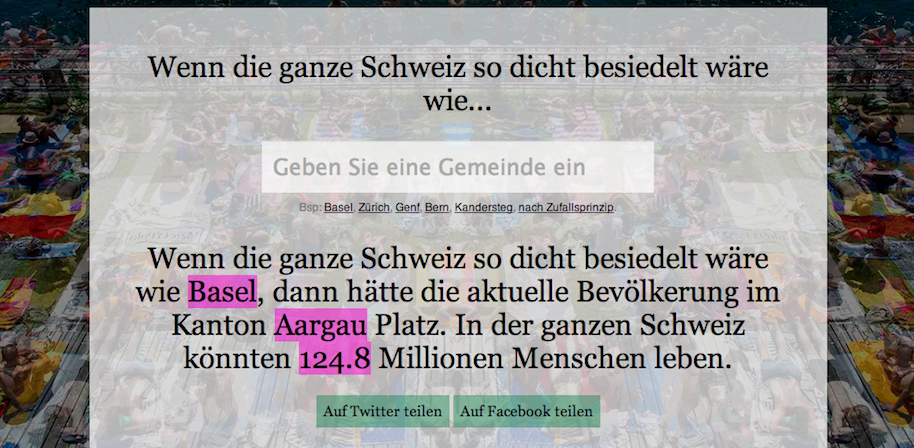 Wenn die ganze Schweiz so dicht besiedelt wäre
wie...
Geben Sie eine Gemeinde ein
Bsp: Basel, Zürich, Genf, Bern, Kandersteg, nach Zufallsprinzip.
Wenn die ganze Schweiz so dicht besiedelt wäre
wie Basel, dann hätte die aktuelle Bevölkerung im
Kanton Aargau Platz. In der ganzen Schweiz
könnten 124.8 Millionen Menschen leben.
Auf Twitter teilen Auf Facebook teilen